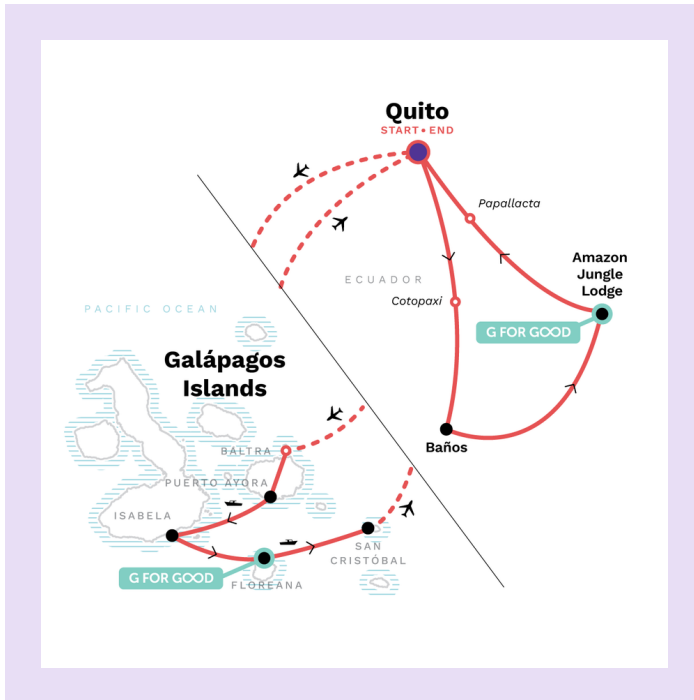 Quito
START • END
Papallacta
Amazon
Jungle
Lodge
ECUADOR
Cotopaxi
PACIFIC OCEAN
G FOR GOOD
Galápagos
Islands
Baños
BALTRA
PUERTO AYORA
ISABELA
SAN
CRISTÓBAL
G FOR GOOD
FLOREANA